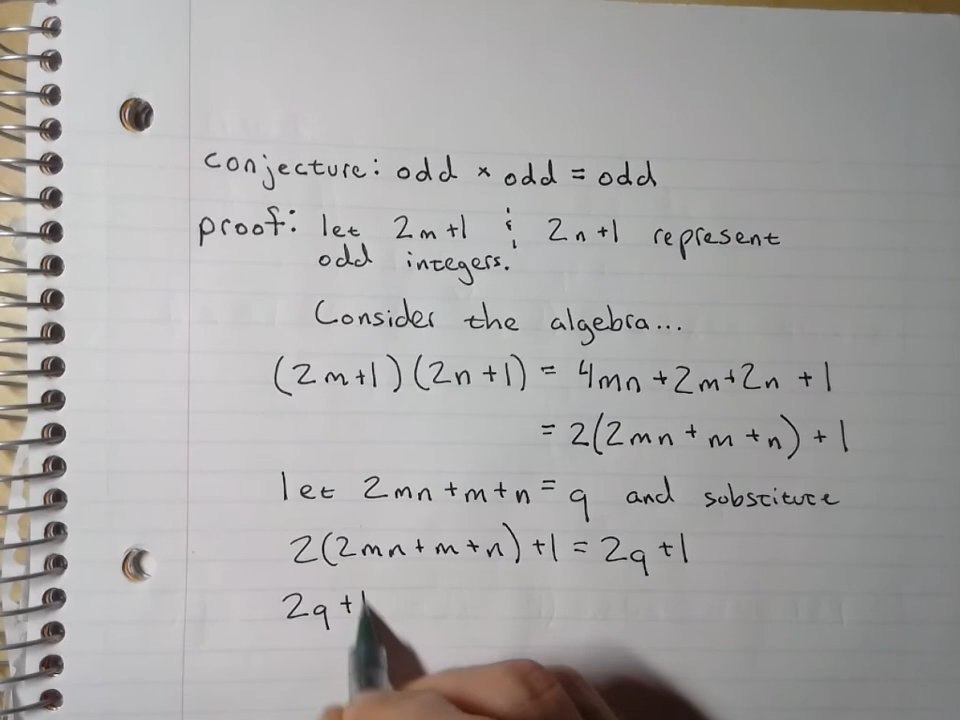 conjecture: odd × odd = odd
proof: let 2m+1 & 2n+1 represent
odd integers.
Consider the algebra...
(2m+1)(2n+1) = 4mn+2m+2n+1
= 2(2mn+m+n)+1
let 2mn+m+n=q and substitute
2(2mn+m+n)+1=2q+1
2q+1